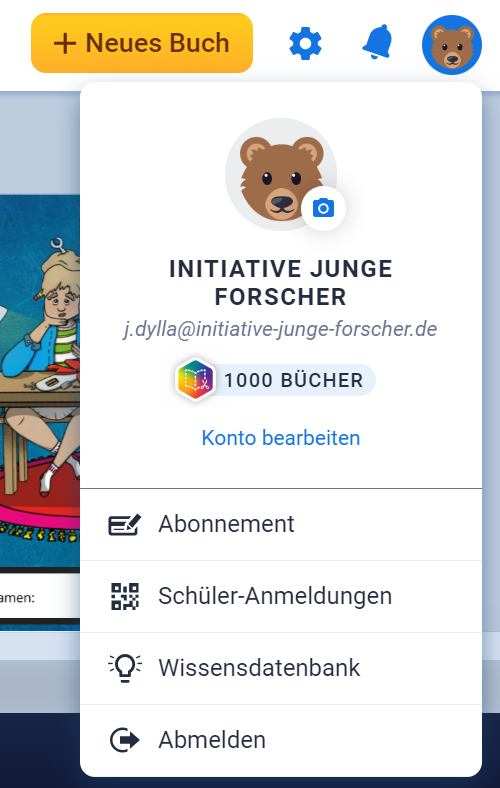 Neues Buch
INITIATIVE JUNGE
FORSCHER
j.dylla@initiative-junge-forscher.de
1000 BÜCHER
Konto bearbeiten
Abonnement
Schüler-Anmeldungen
amen:
Wissensdatenbank
Abmelden